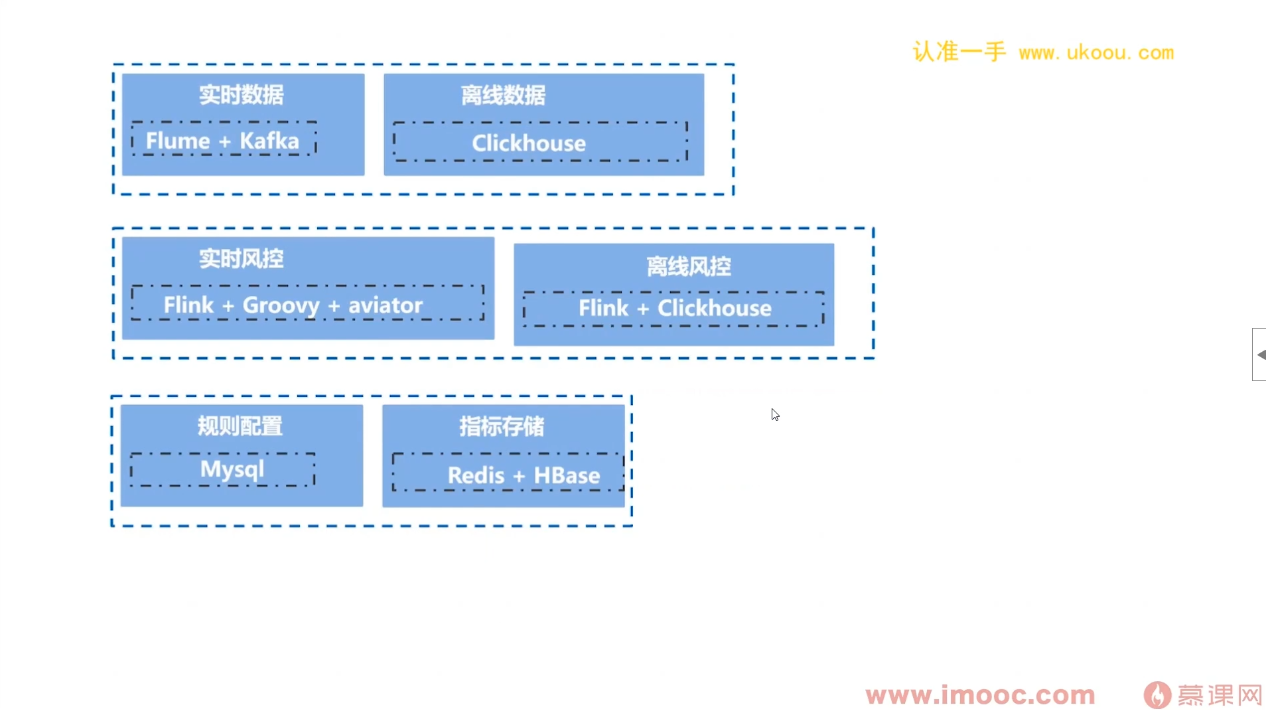 认准一手 www.ukoou.com
实时数据
离线数据
Flume + Kafka
Clickhouse
实时风控
离线风控
Flink + Groovy + aviator
Flink + Clickhouse
规则配置
指标存储
Mysql
Redis + HBase
www.imooc.com
慕课网